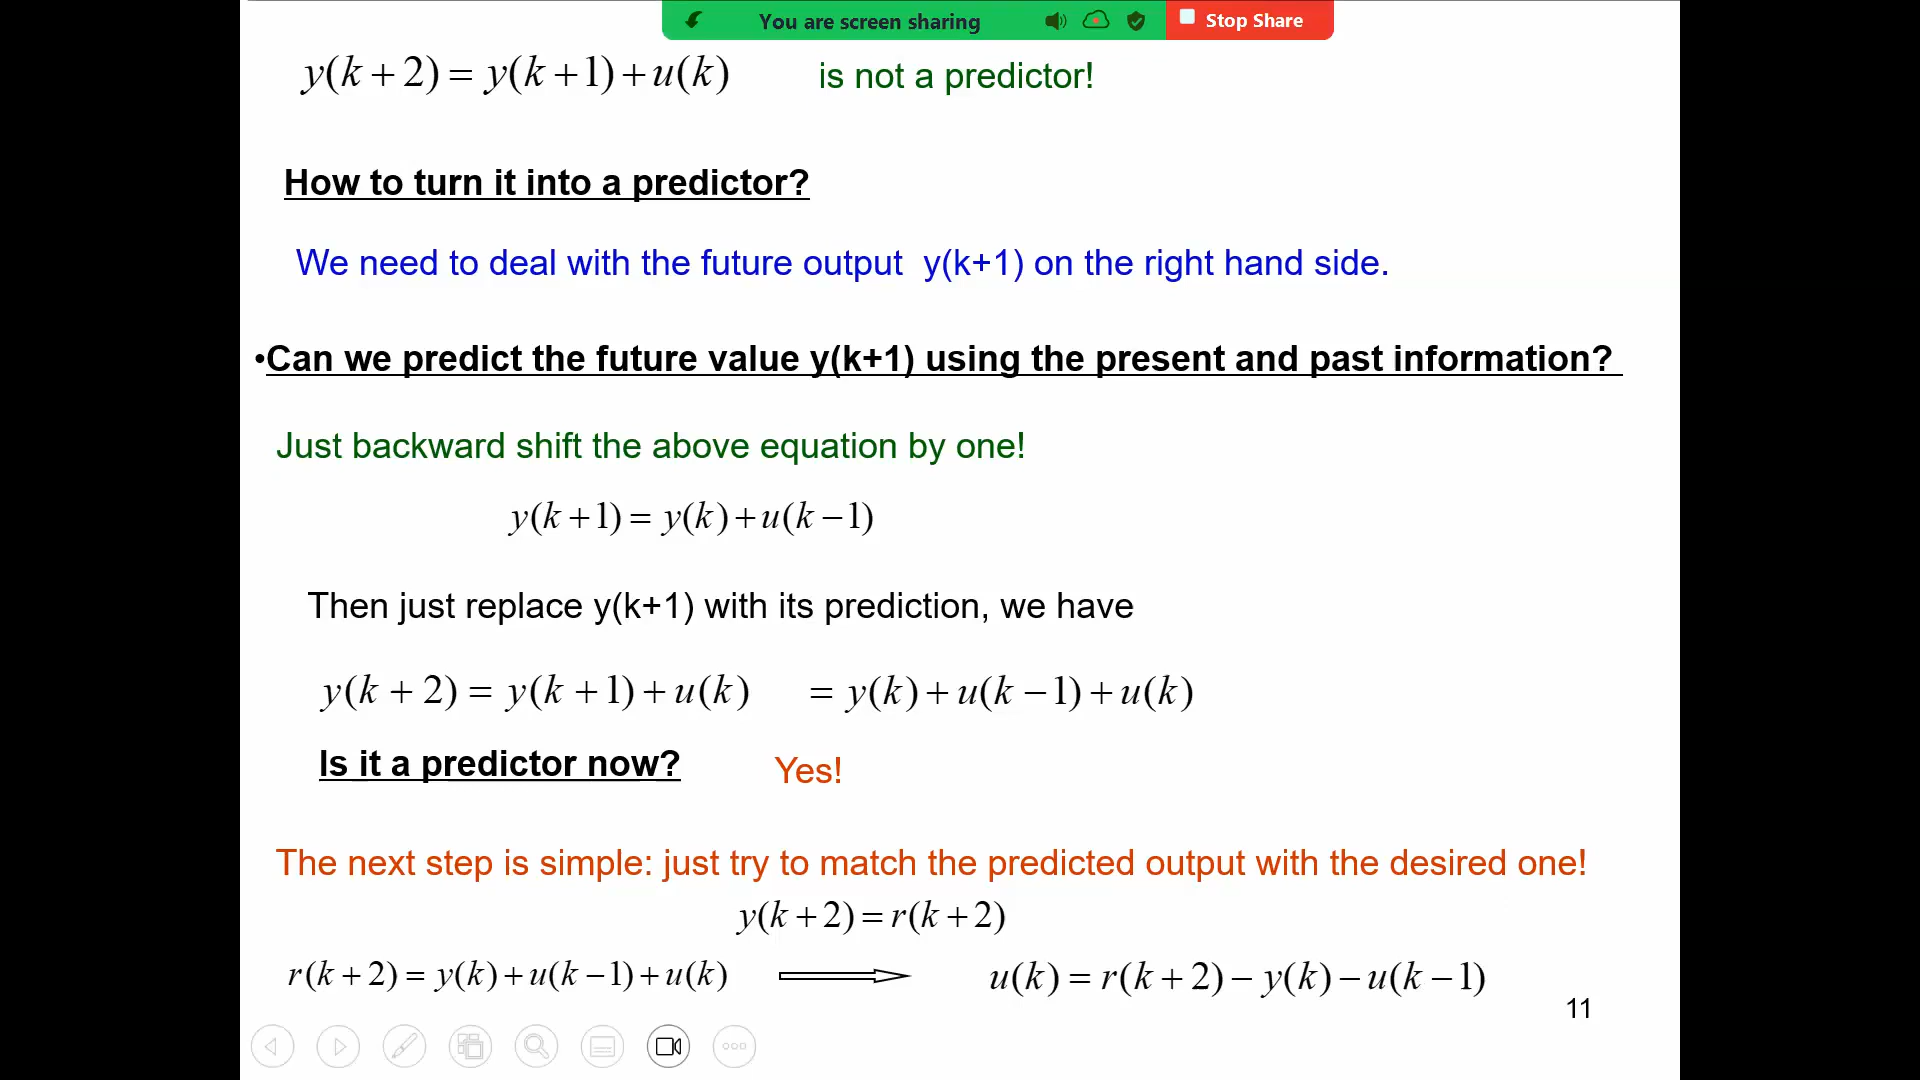 You are screen sharing Stop Share
y(k+2) = y(k+1)+u(k) is not a predictor!
How to turn it into a predictor?
We need to deal with the future output y(k+1) on the right hand side.
•Can we predict the future value y(k+1) using the present and past information?
Just backward shift the above equation by one!
y(k+1) = y(k)+u(k−1)
Then just replace y(k+1) with its prediction, we have
y(k+2) = y(k+1)+u(k) = y(k)+u(k−1)+u(k)
Is it a predictor now? Yes!
The next step is simple: just try to match the predicted output with the desired one!
y(k+2) = r(k+2)
r(k+2) = y(k)+u(k−1)+u(k) ⇒ u(k) = r(k+2)−y(k)−u(k−1)
11